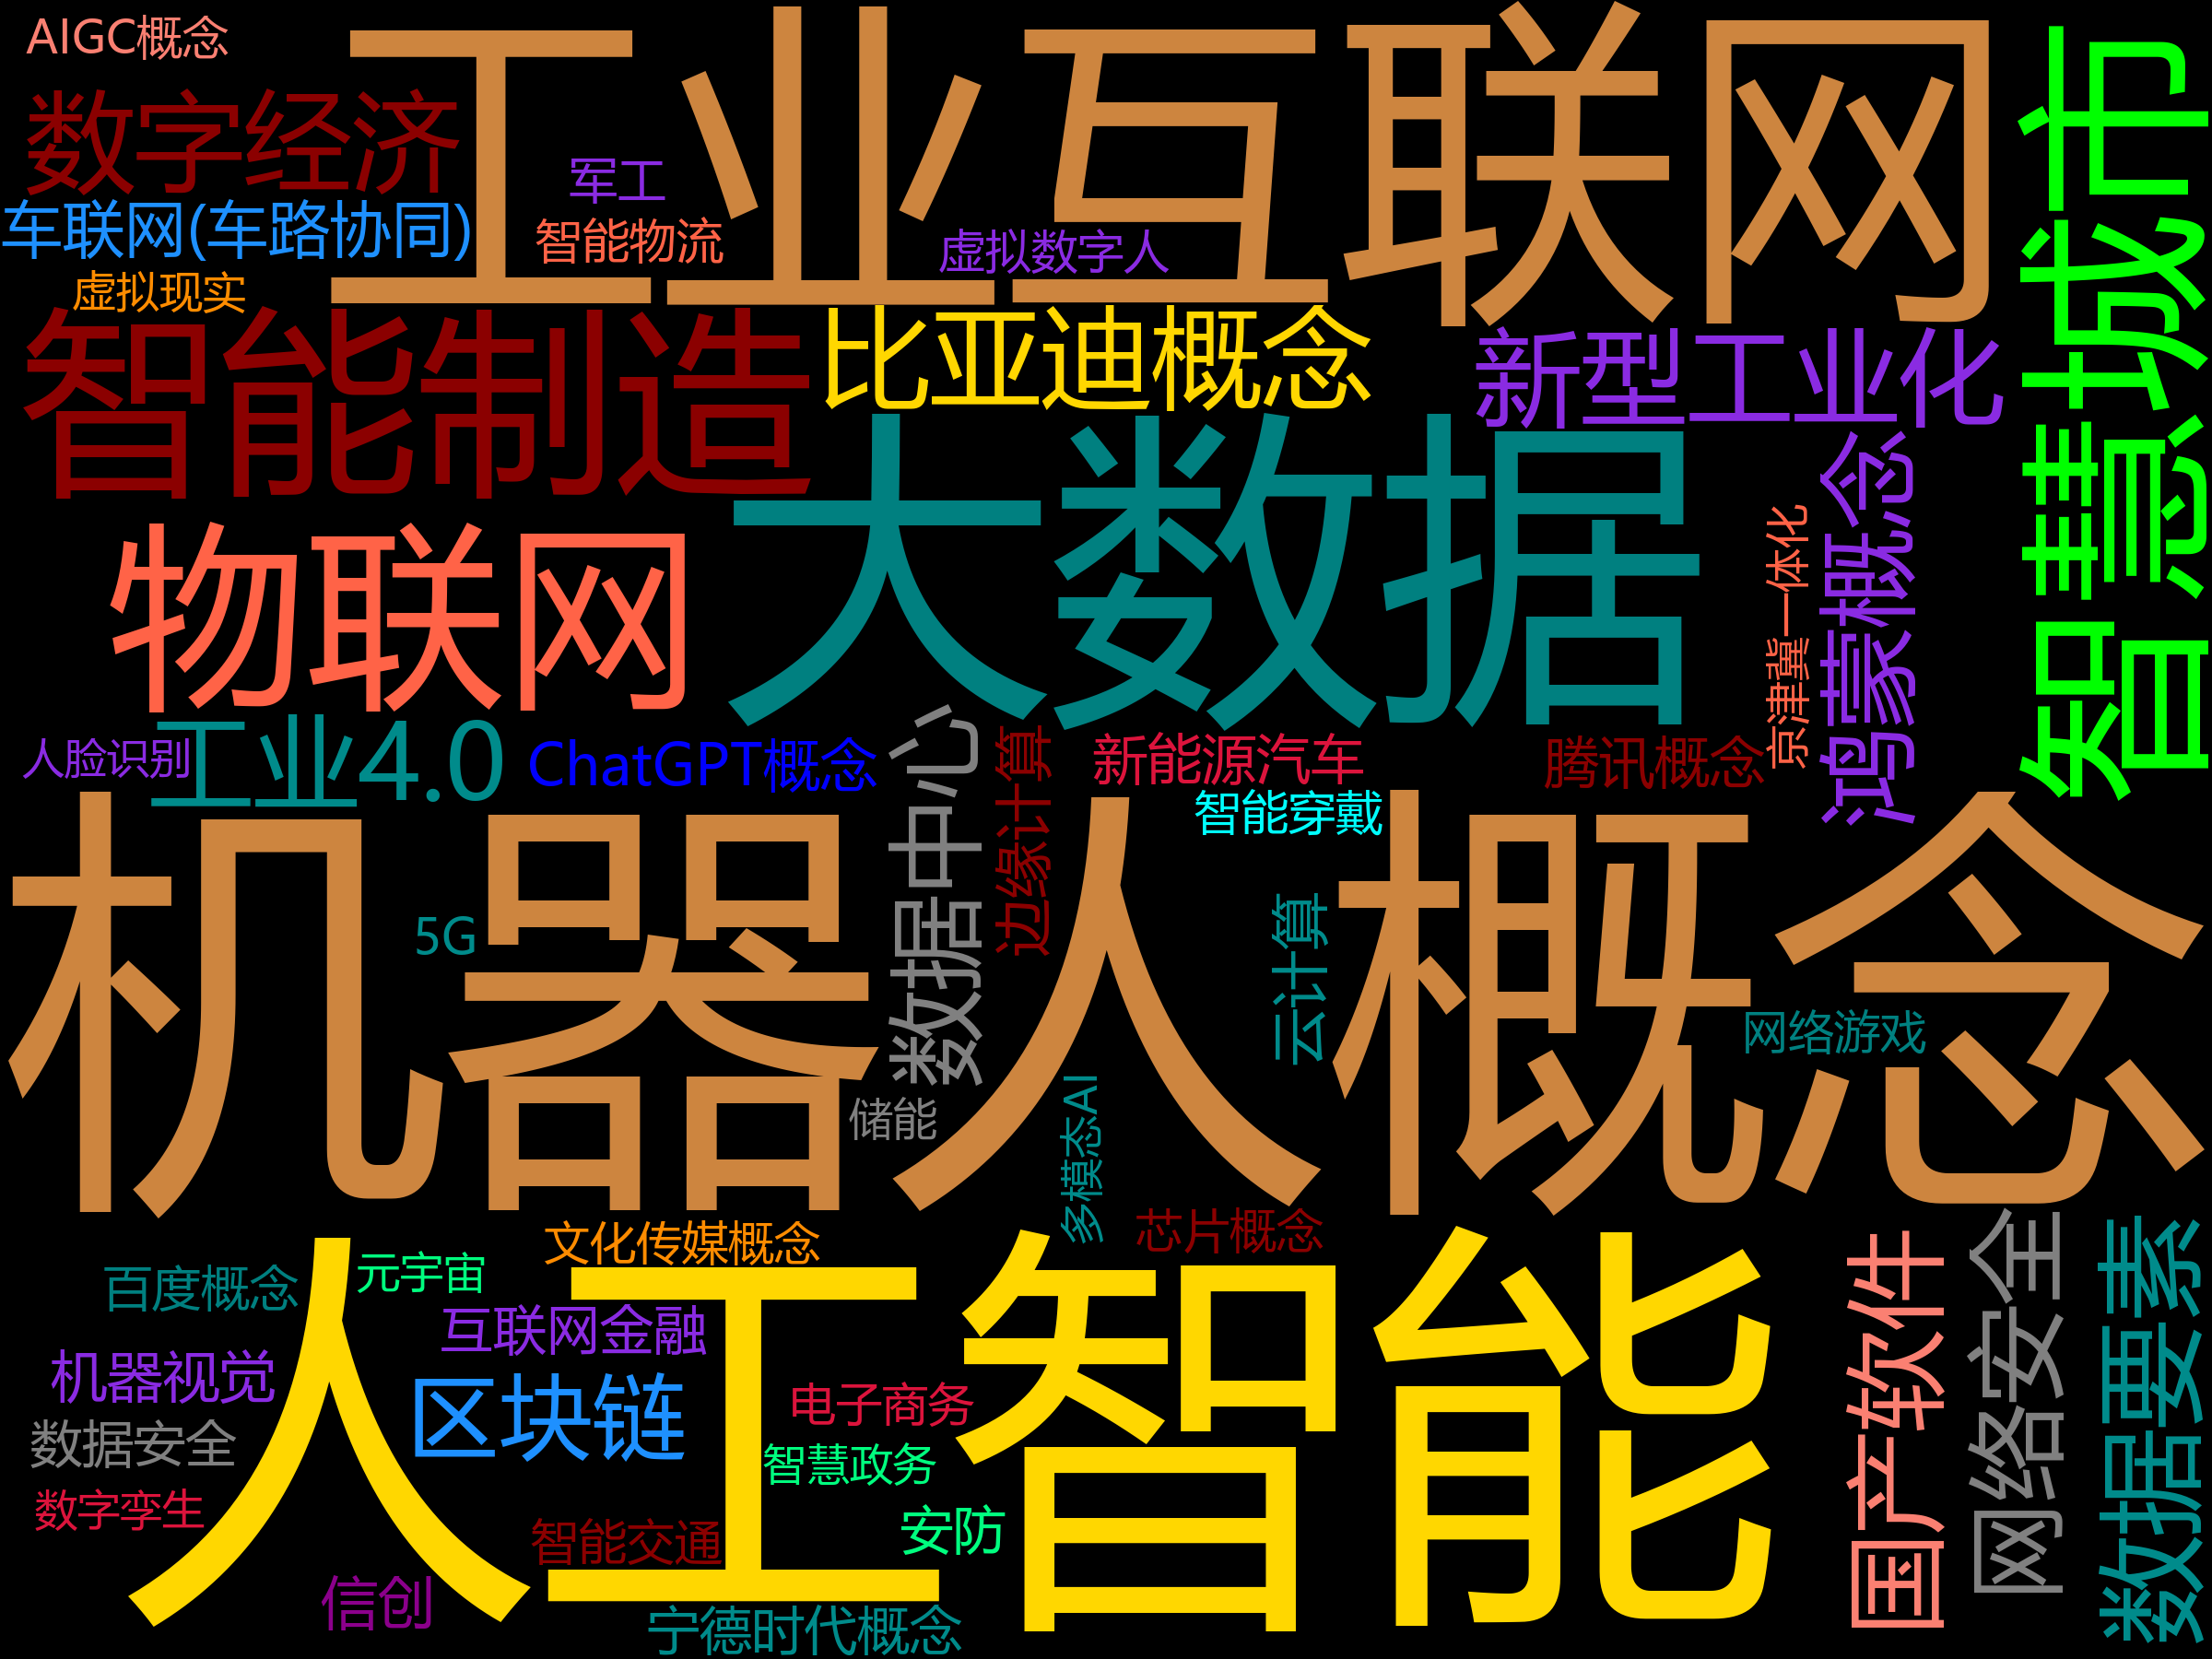 AIGC概念
工业互联网
智慧城市
数字经济
军工
车联网(车路协同)
智能物流
虚拟数字人
虚拟现实
智能制造
比亚迪概念
新型工业化
大数据
鸿蒙概念
京津冀一体化
物联网
人脸识别
工业4.0
ChatGPT概念
数据中心
边缘计算
新能源汽车
智能穿戴
腾讯概念
机器人概念
5G
云计算
网络游戏
储能
多模态AI
芯片概念
文化传媒概念
人工智能
百度概念
元宇宙
互联网金融
国产软件
网络安全
数据要素
机器视觉
区块链
电子商务
数据安全
智慧政务
数字孪生
智能交通
安防
信创
宁德时代概念